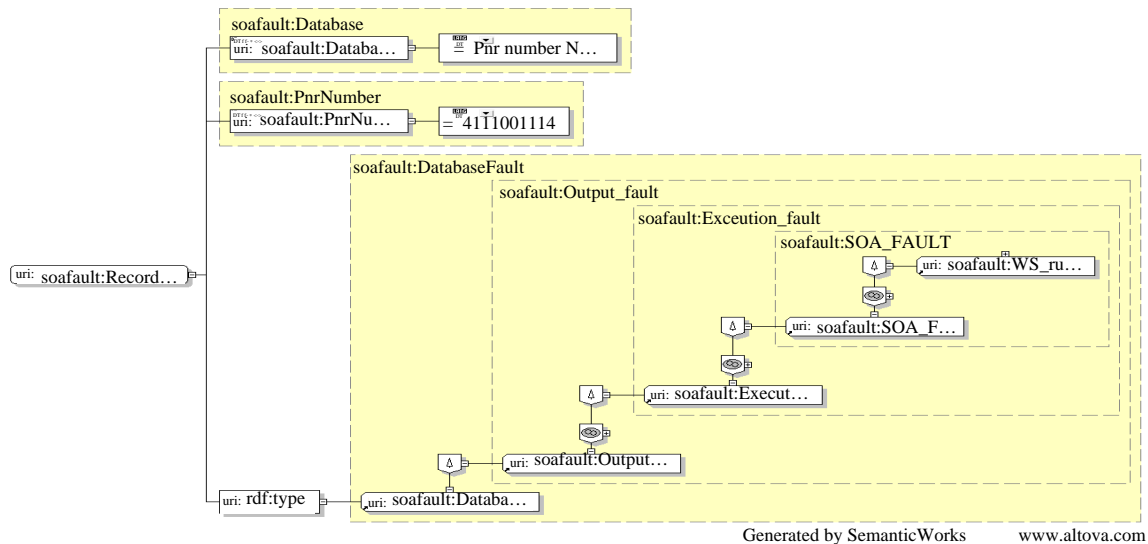 soafault:Database
uri: soafault:Databa…
= Pnr number N…
soafault:PnrNumber
uri: soafault:PnrNu…
= 4111001114
soafault:DatabaseFault
soafault:Output_fault
soafault:Exceution_fault
soafault:SOA_FAULT
uri: soafault:WS_ru…
uri: soafault:Record…
uri: soafault:SOA_F…
uri: soafault:Execut…
uri: soafault:Output…
uri: rdf:type
uri: soafault:Databa…
Generated by SemanticWorks www.altova.com